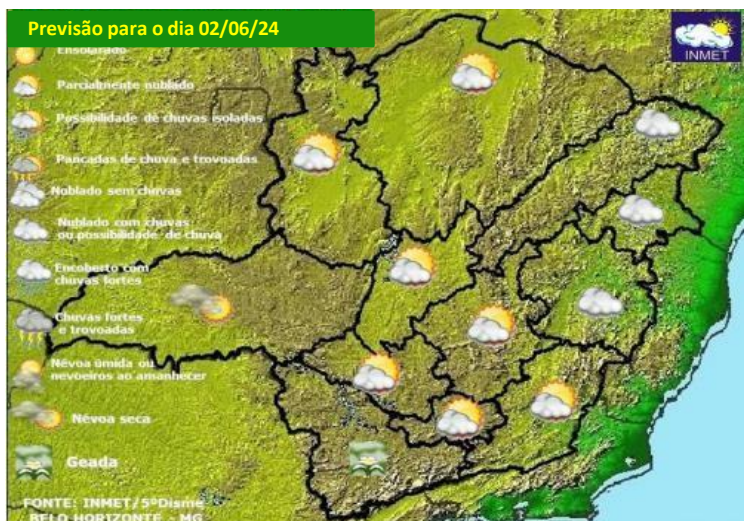 Previsão para o dia 02/06/24
INMET
Ensolarado
Parcialmente nublado
Possibilidade de chuvas isoladas
Pancadas de chuva e trovoadas
Noblado sem chuvas
Nublado com chuvas
ou possibilidade de chuva
Encoberto com
chuvas fortes
Chuvas fortes
e trovoadas
Névoa úmida ou
nevoeiros ao amanhecer
Névoa seca
Geada
FONTE: INMET/5ºDisme
BELO HORIZONTE - MG